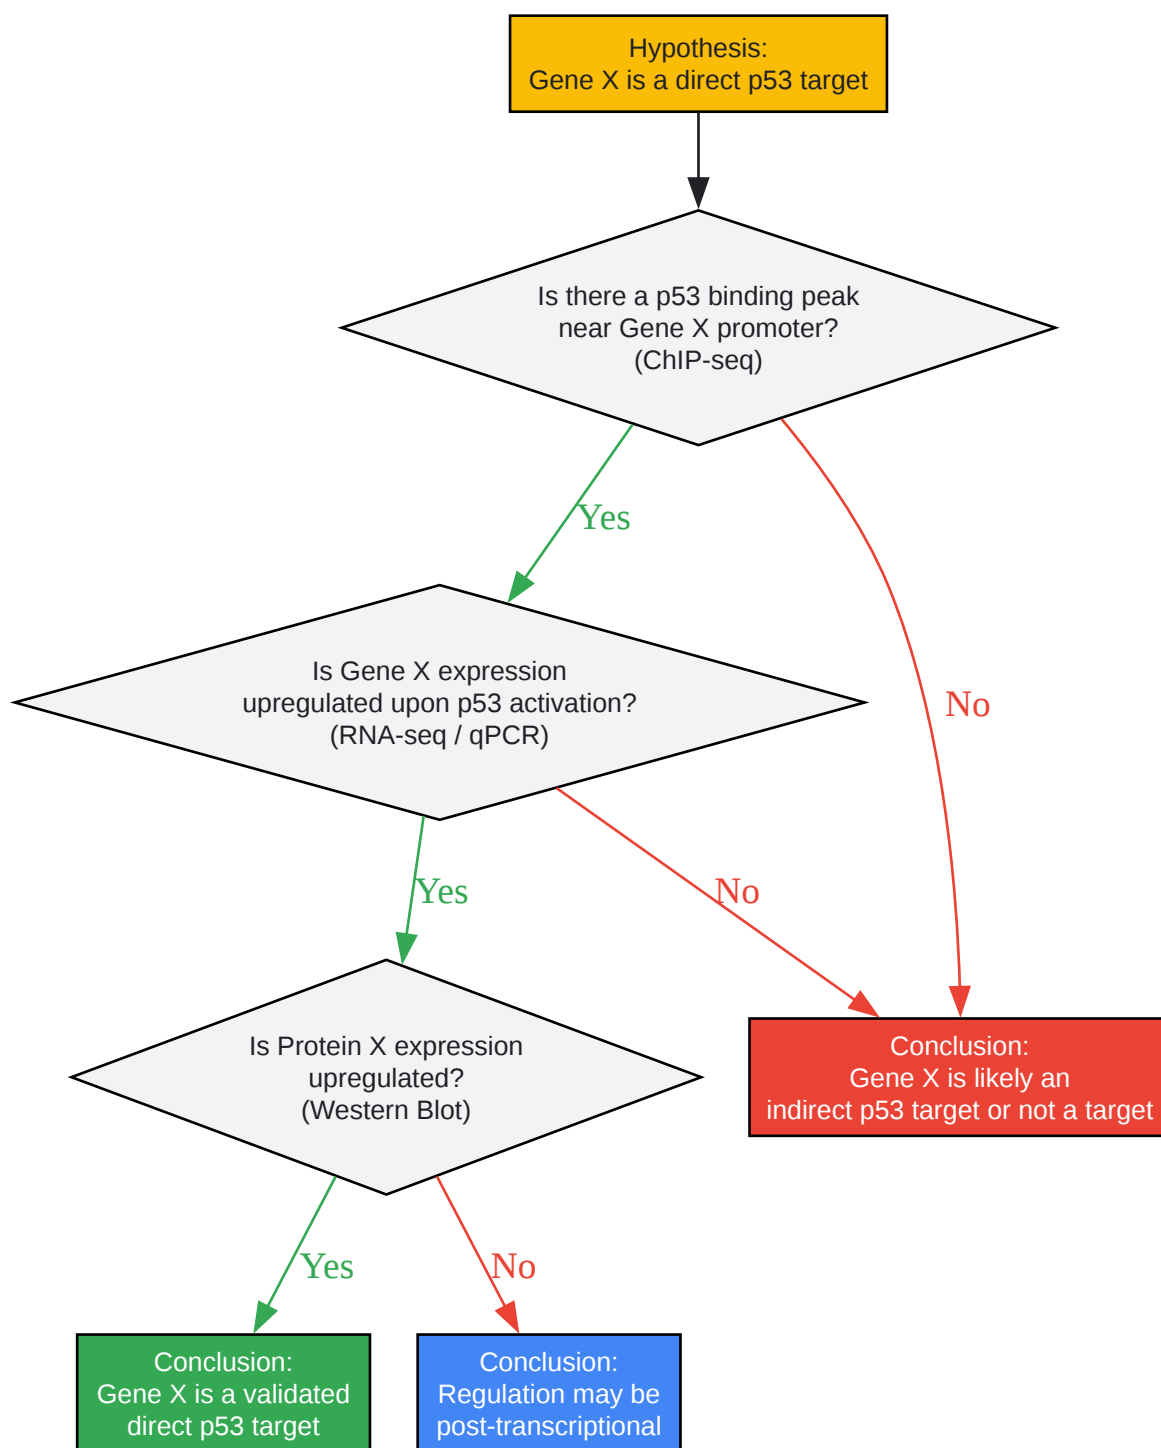 Hypothesis:
Gene X is a direct p53 target
Is there a p53 binding peak
near Gene X promoter?
(ChIP-seq)
Yes
No
Is Gene X expression
upregulated upon p53 activation?
(RNA-seq / qPCR)
Yes
No
Is Protein X expression
upregulated?
(Western Blot)
Conclusion:
Gene X is likely an
indirect p53 target or not a target
Yes
No
Conclusion:
Gene X is a validated
direct p53 target
Conclusion:
Regulation may be
post-transcriptional